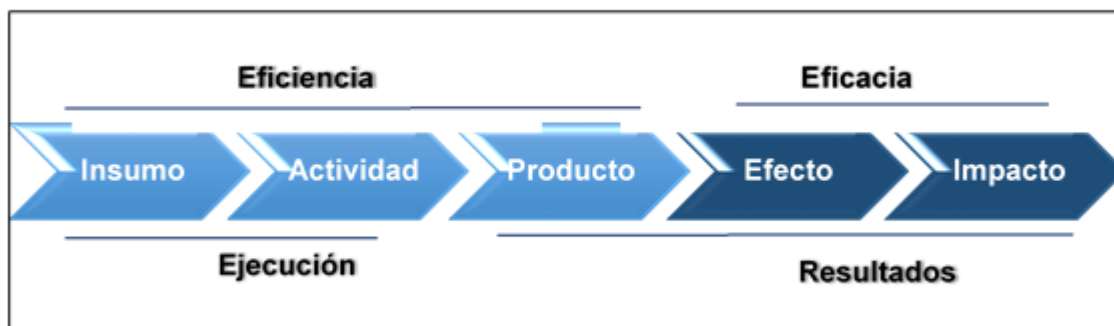 Eficiencia Eficacia
Insumo Actividad Producto Efecto Impacto
Ejecución Resultados